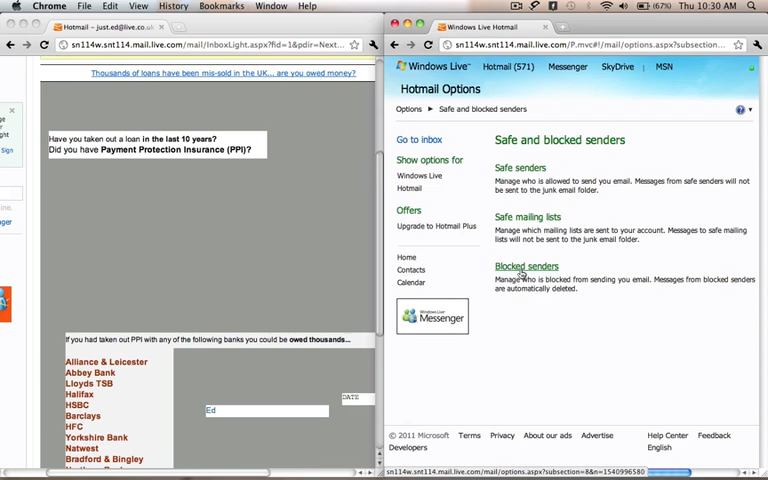 Chrome File Edit View History Bookmarks Window (67%) Thu 10:30 AM
Hotmail - just.ed@live.co.uk
sn114w.snt114.mail.live.com/mail/InboxLight.aspx?fid=1&pdir=Next...
Thousands of loans have been mis-sold in the UK... are you owed money?
Sign
Have you taken out a loan in the last 10 years?
Did you have Payment Protection Insurance (PPI)?
If you had taken out PPI with any of the following banks you could be owed thousands...
Alliance & Leicester
Abbey Bank
Lloyds TSB
Halifax
HSBC
Barclays
HFC
Yorkshire Bank
Natwest
Bradford & Bingley
DATE
Ed
Windows Live Hotmail
sn114w.snt114.mail.live.com/P.mvc#!/mail/options.aspx?subsection...
Windows Live™ Hotmail (571) Messenger SkyDrive | MSN
Hotmail Options
Options ▶ Safe and blocked senders
Go to inbox
Show options for
Windows Live
Hotmail
Offers
Upgrade to Hotmail Plus
Home
Contacts
Calendar
Windows Live
Messenger
Safe and blocked senders
Safe senders
Manage who is allowed to send you email. Messages from safe senders will not
be sent to the junk email folder.
Safe mailing lists
Manage which mailing lists are sent to your account. Messages to safe mailing
lists will not be sent to the junk email folder.
Blocked senders
Manage who is blocked from sending you email. Messages from blocked senders
are automatically deleted.
© 2011 Microsoft Terms Privacy About our ads Advertise Help Center Feedback
Developers English
sn114w.snt114.mail.live.com/mail/options.aspx?subsection=8&n=1540996580